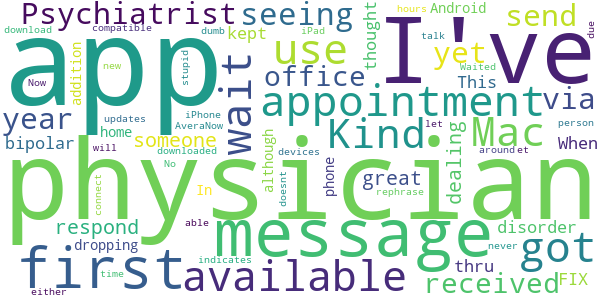 download Psychiatrist seeing hours Android send
compatible dumb kept iPad thought talk yet Waited due
app I've
Now new stupid addition use wait office This via
year updates iPhone AveraNow appointment
bipolar home someone phone Kind Mac When
will downloaded No although let person
physician
devices great dealing around et
connect In doesnt rephrase
respond able message disorder got
dropping never
first indicates available thru received FIX
time
either